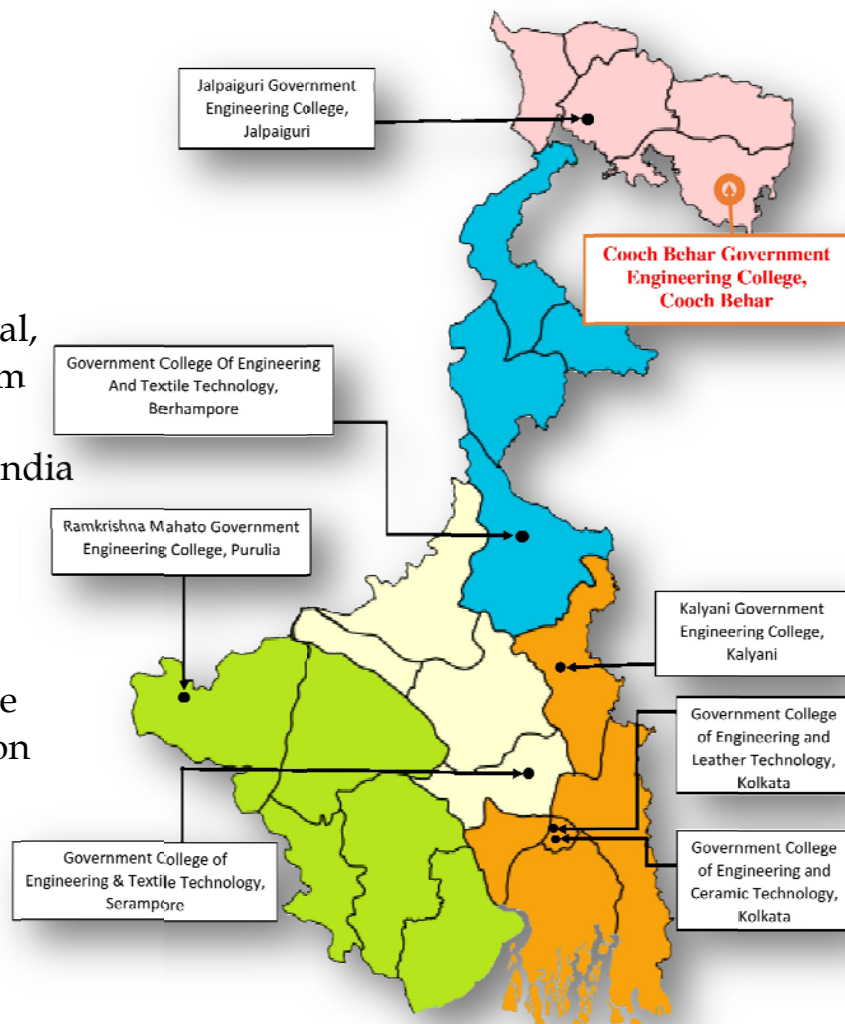 Jalpaiguri Government
Engineering College,
Jalpaiguri
Cooch Behar Government
Engineering College,
Cooch Behar
al,
m
Government College Of Engineering
And Textile Technology,
Berhampore
ndia
Ramkrishna Mahato Government
Engineering College, Purulia
Kalyani Government
Engineering College,
Kalyani
e
on
Government College
of Engineering and
Leather Technology,
Kolkata
Government College of
Engineering & Textile Technology,
Serampore
Government College
of Engineering and
Ceramic Technology,
Kolkata